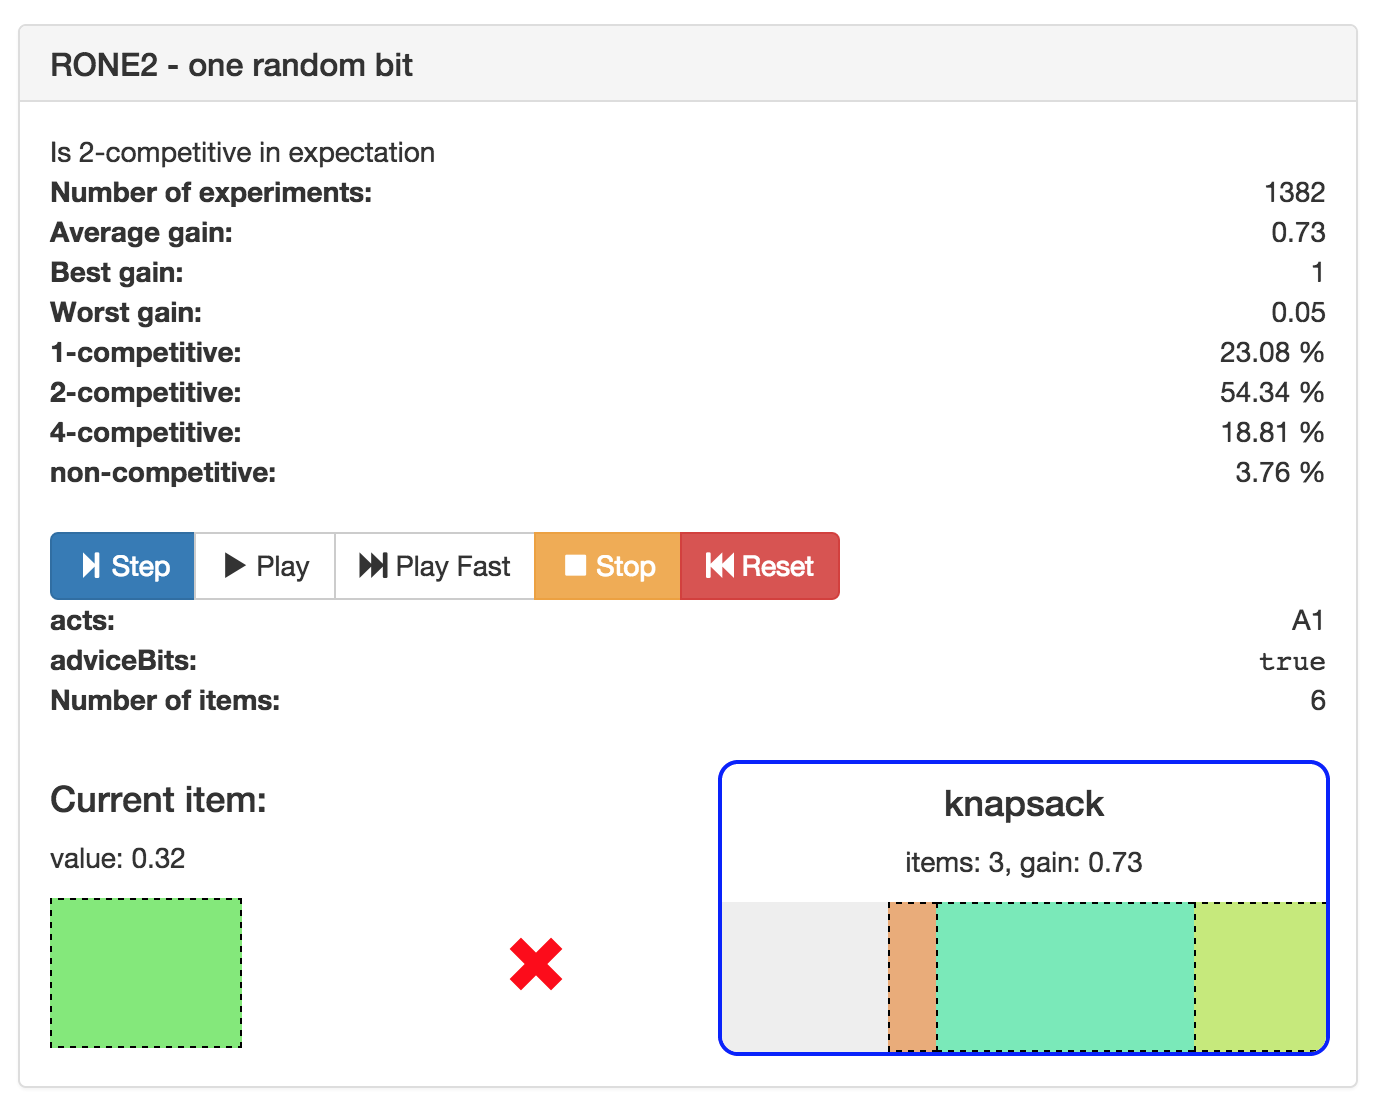 RONE2 - one random bit
Is 2-competitive in expectation
Number of experiments: 1382
Average gain: 0.73
Best gain: 1
Worst gain: 0.05
1-competitive: 23.08 %
2-competitive: 54.34 %
4-competitive: 18.81 %
non-competitive: 3.76 %
Step Play Play Fast Stop Reset
acts: A1
adviceBits: true
Number of items: 6
Current item:
value: 0.32
knapsack
items: 3, gain: 0.73